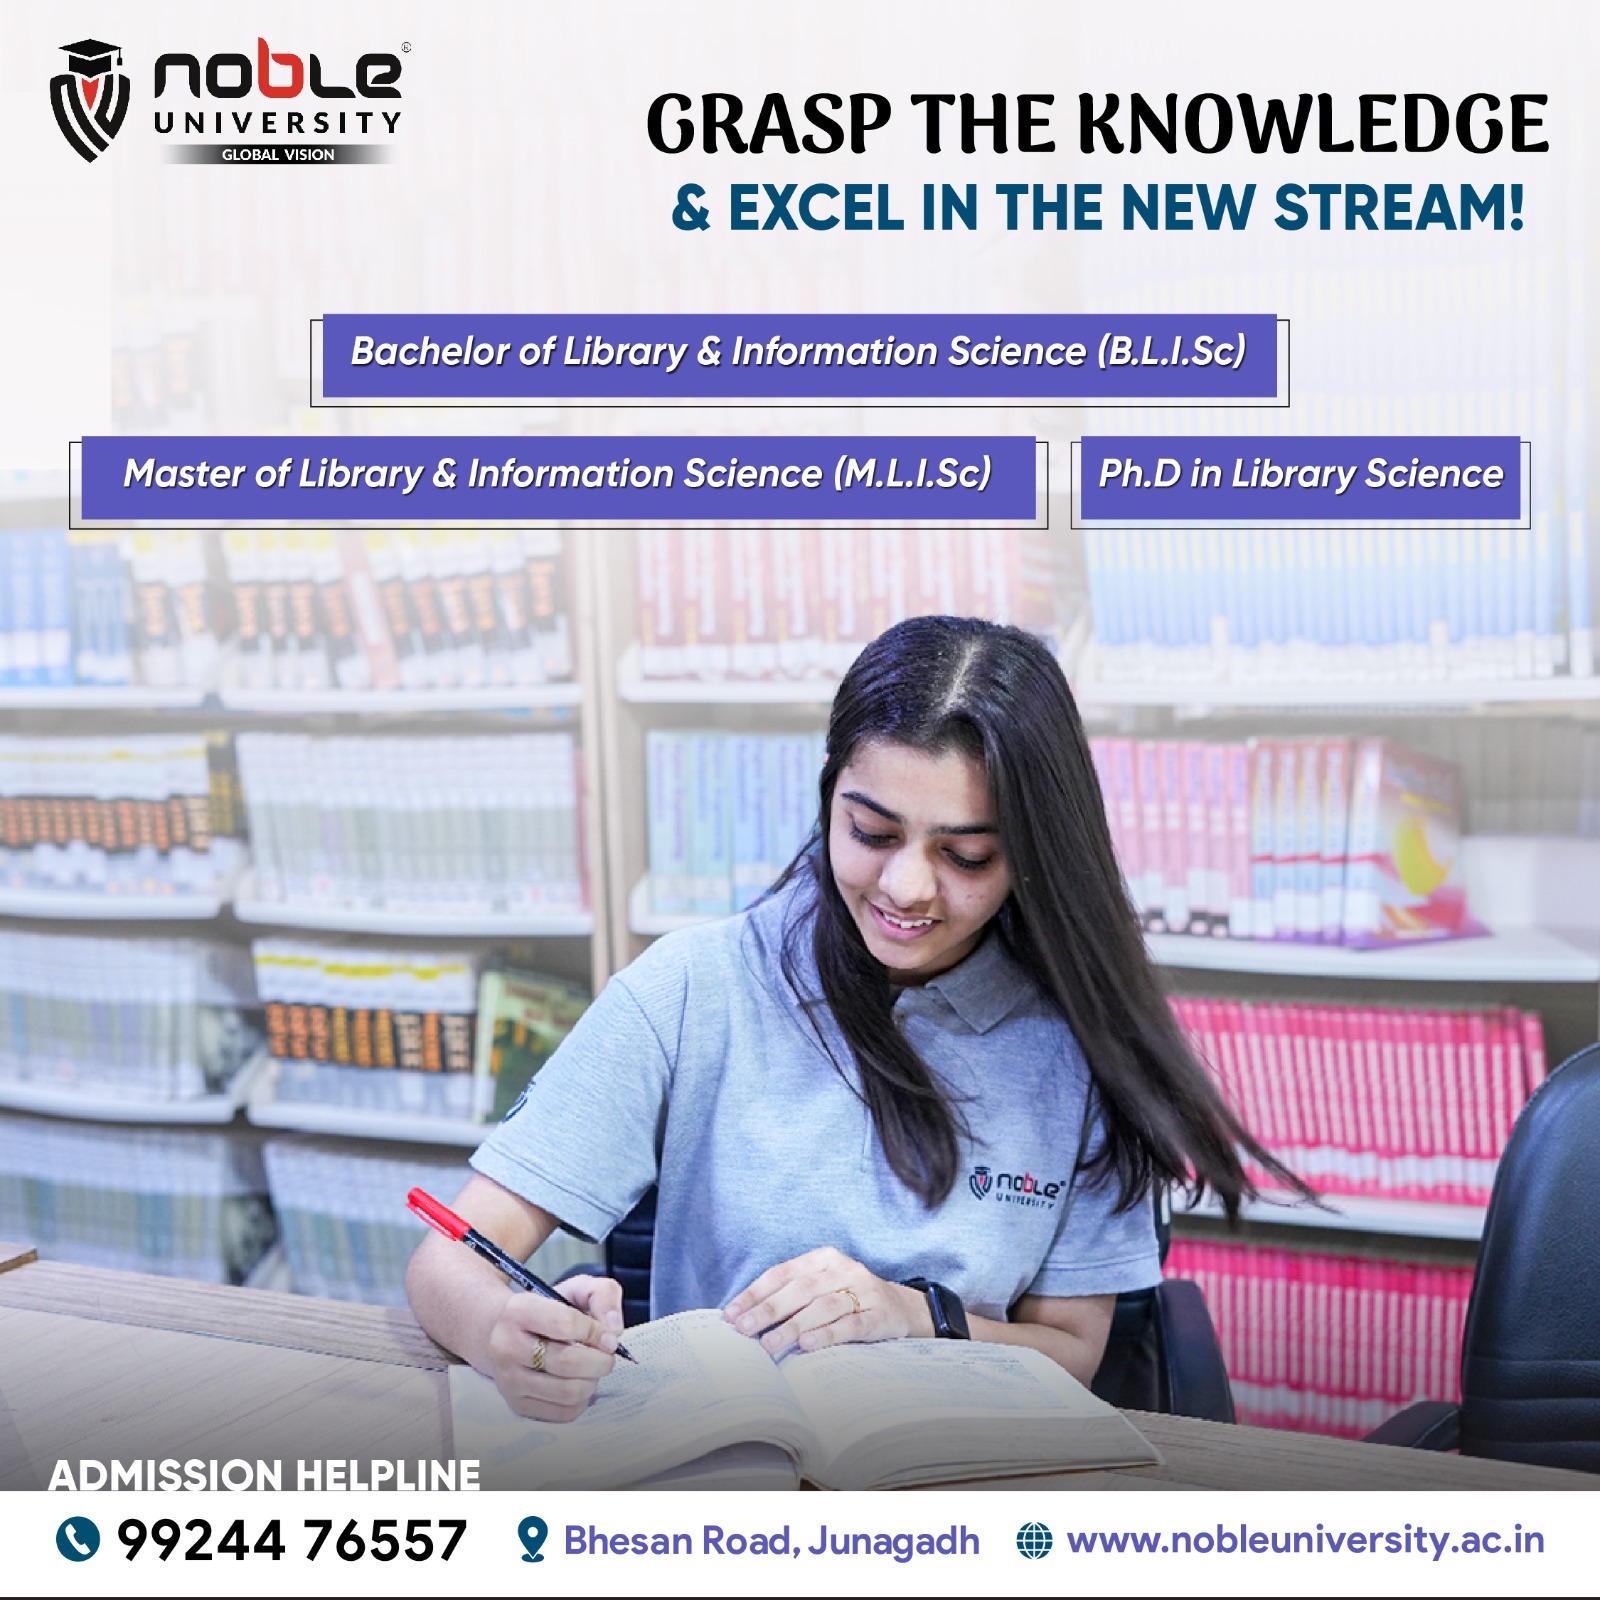 noble®
UNIVERSITY
GLOBAL VISION
GRASP THE KNOWLEDGE
& EXCEL IN THE NEW STREAM!
Bachelor of Library & Information Science (B.L.I.Sc)
Master of Library & Information Science (M.L.I.Sc)
Ph.D in Library Science
noble
UNIVERSITY
ADMISSION HELPLINE
99244 76557
Bhesan Road, Junagadh
www.nobleuniversity.ac.in